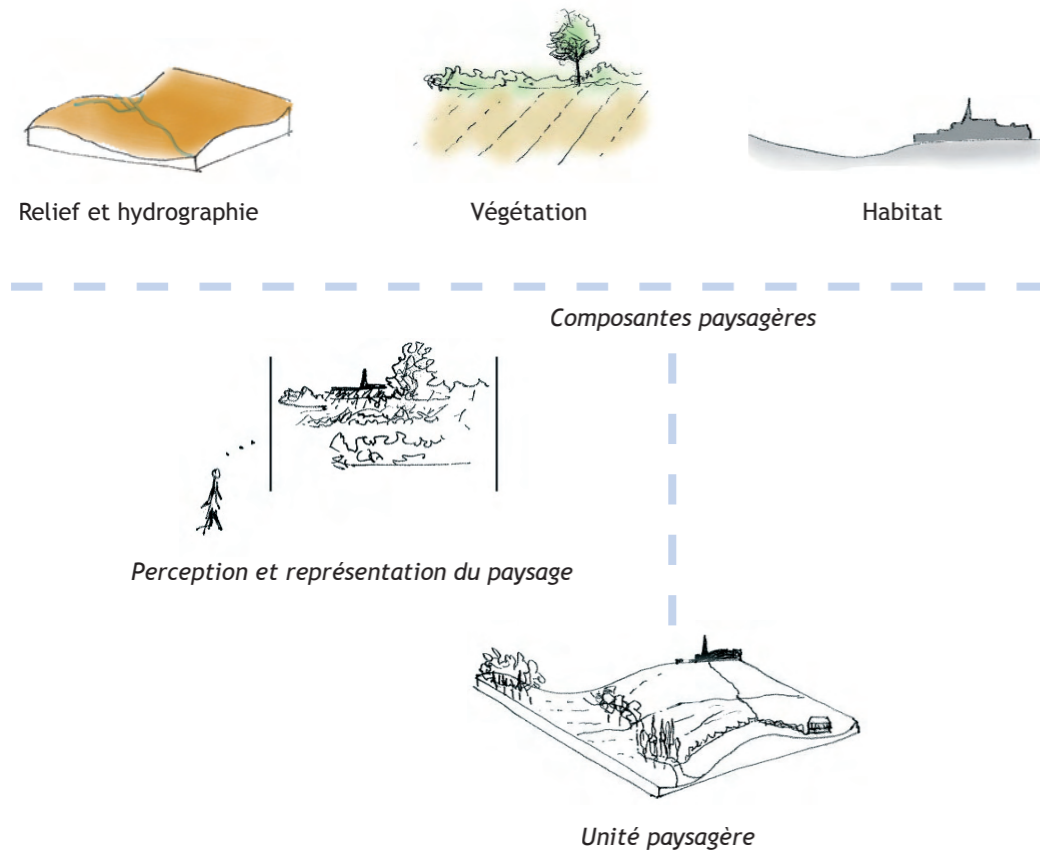 Relief et hydrographie
Végétation
Habitat
Composantes paysagères
Perception et représentation du paysage
Unité paysagère